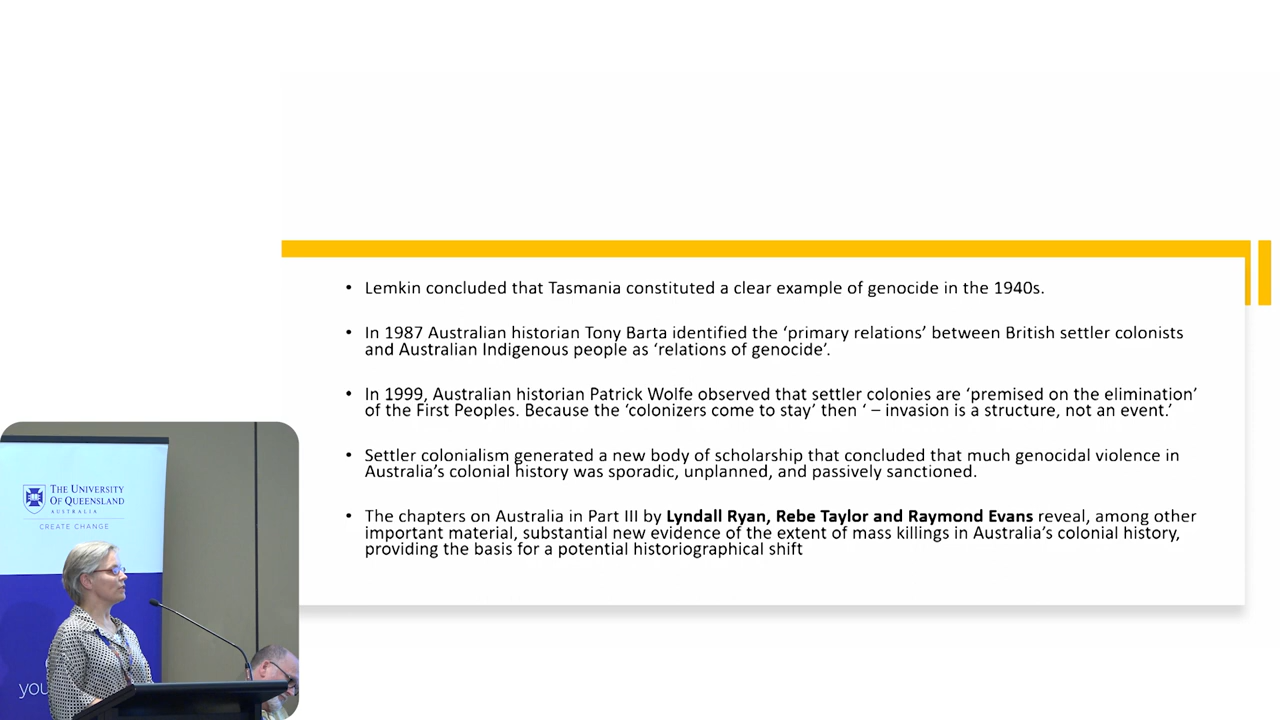 • Lemkin concluded that Tasmania constituted a clear example of genocide in the 1940s.
• In 1987 Australian historian Tony Barta identified the ‘primary relations’ between British settler colonists
and Australian Indigenous people as ‘relations of genocide’.
• In 1999, Australian historian Patrick Wolfe observed that settler colonies are ‘premised on the elimination’
of the First Peoples. Because the ‘colonizers come to stay’ then ‘ – invasion is a structure, not an event.’
• Settler colonialism generated a new body of scholarship that concluded that much genocidal violence in
Australia’s colonial history was sporadic, unplanned, and passively sanctioned.
• The chapters on Australia in Part III by Lyndall Ryan, Rebe Taylor and Raymond Evans reveal, among other
important material, substantial new evidence of the extent of mass killings in Australia’s colonial history,
providing the basis for a potential historiographical shift
THE UNIVERSITY
OF QUEENSLAND
AUSTRALIA
CREATE CHANGE
you